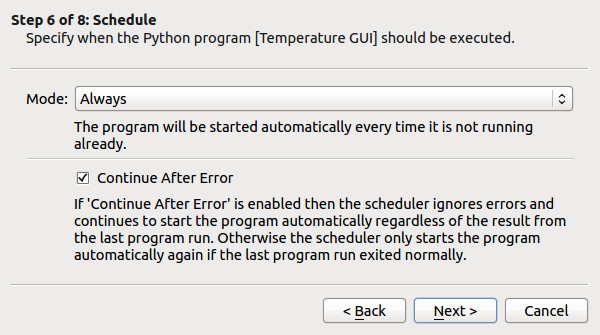 Step 6 of 8: Schedule
Specify when the Python program [Temperature GUI] should be executed.
Mode: Always
The program will be started automatically every time it is not running
already.
Continue After Error
If 'Continue After Error' is enabled then the scheduler ignores errors and
continues to start the program automatically regardless of the result from
the last program run. Otherwise the scheduler only starts the program
automatically again if the last program run exited normally.
< Back Next > Cancel